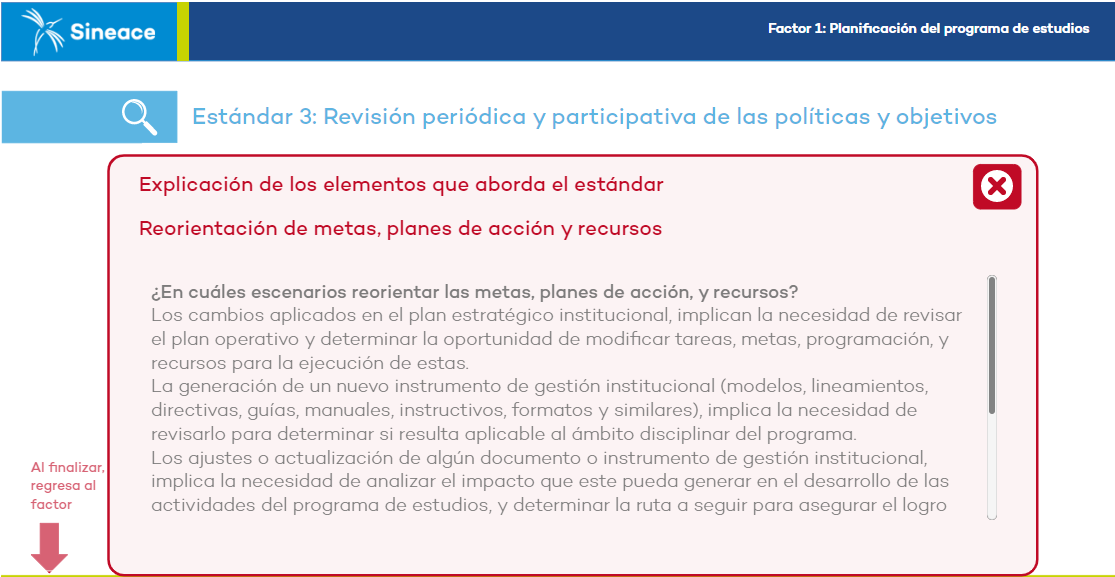 Sineace
Factor 1: Planificación del programa de estudios
Estándar 3: Revisión periódica y participativa de las políticas y objetivos
Explicación de los elementos que aborda el estándar
Reorientación de metas, planes de acción y recursos
¿En cuáles escenarios reorientar las metas, planes de acción, y recursos?
Los cambios aplicados en el plan estratégico institucional, implican la necesidad de revisar
el plan operativo y determinar la oportunidad de modificar tareas, metas, programación, y
recursos para la ejecución de estas.
La generación de un nuevo instrumento de gestión institucional (modelos, lineamientos,
directivas, guías, manuales, instructivos, formatos y similares), implica la necesidad de
revisarlo para determinar si resulta aplicable al ámbito disciplinar del programa.
Los ajustes o actualización de algún documento o instrumento de gestión institucional,
implica la necesidad de analizar el impacto que este pueda generar en el desarrollo de las
actividades del programa de estudios, y determinar la ruta a seguir para asegurar el logro
Al finalizar,
regresa al
factor